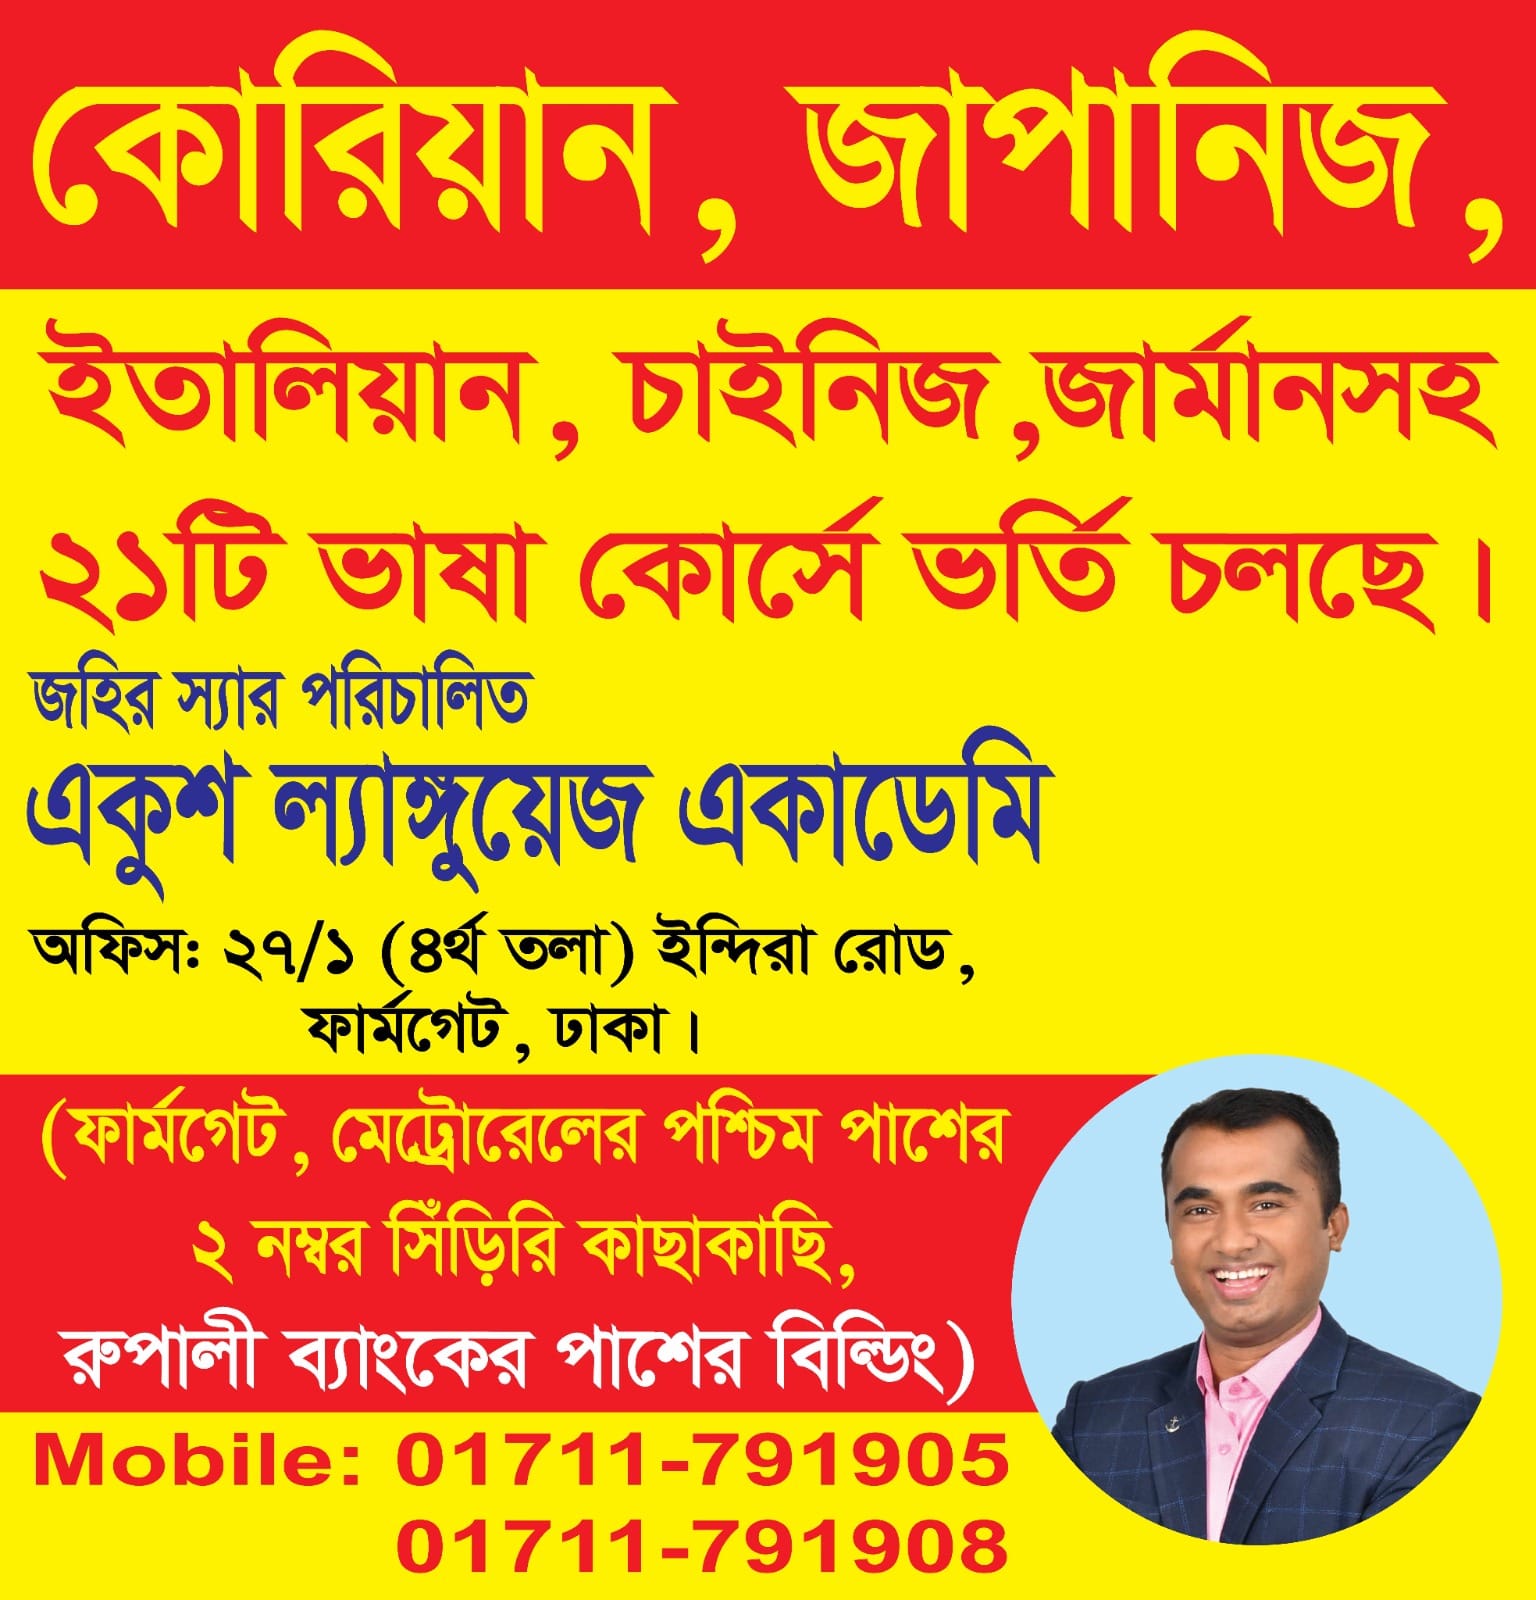 কোরিয়ান, জাপানিজ,
ইতালিয়ান, চাইনিজ,জার্মানসহ
২১টি ভাষা কোর্সে ভর্তি চলছে।
জহির স্যার পরিচালিত
একুশ ল্যাঙ্গুয়েজ একাডেমি
অফিস: ২৭/১ (৪র্থ তলা) ইন্দিরা রোড,
ফার্মগেট, ঢাকা।
(ফার্মগেট, মেট্রোরেলের পশ্চিম পাশের
২ নম্বর সিঁড়িরি কাছাকাছি,
রুপালী ব্যাংকের পাশের বিল্ডিং)
Mobile: 01711-791905
01711-791908